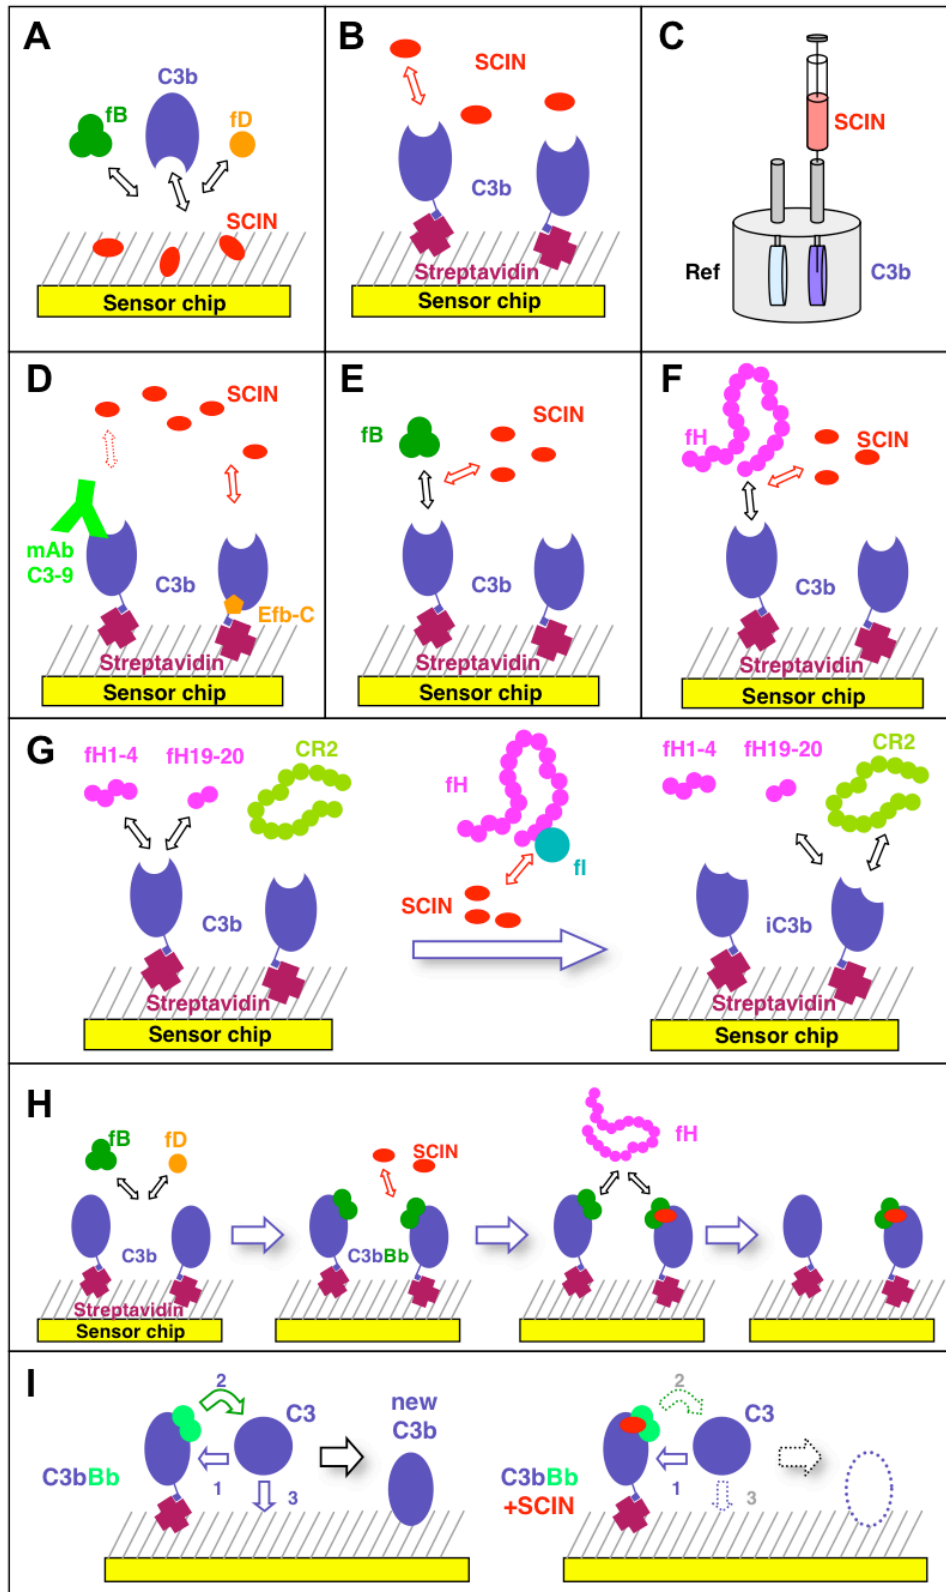 A
C3b
fB
fD
SCIN
Sensor chip
B
SCIN
C3b
Streptavidin
Sensor chip
C
SCIN
Ref
C3b
D
SCIN
mAb
C3-9
C3b
Efb-C
Streptavidin
Sensor chip
E
SCIN
fB
C3b
Streptavidin
Sensor chip
F
fH
SCIN
C3b
Streptavidin
Sensor chip
G
fH1-4
fH19-20
CR2
C3b
Streptavidin
Sensor chip
fH
fI
SCIN
fH1-4
fH19-20
CR2
iC3b
Streptavidin
Sensor chip
H
fB
fD
C3b
Streptavidin
Sensor chip
SCIN
C3bBb
fH
I
2
C3
new
C3b
C3bBb
1
3
2
C3
C3bBb
+SCIN
1
3